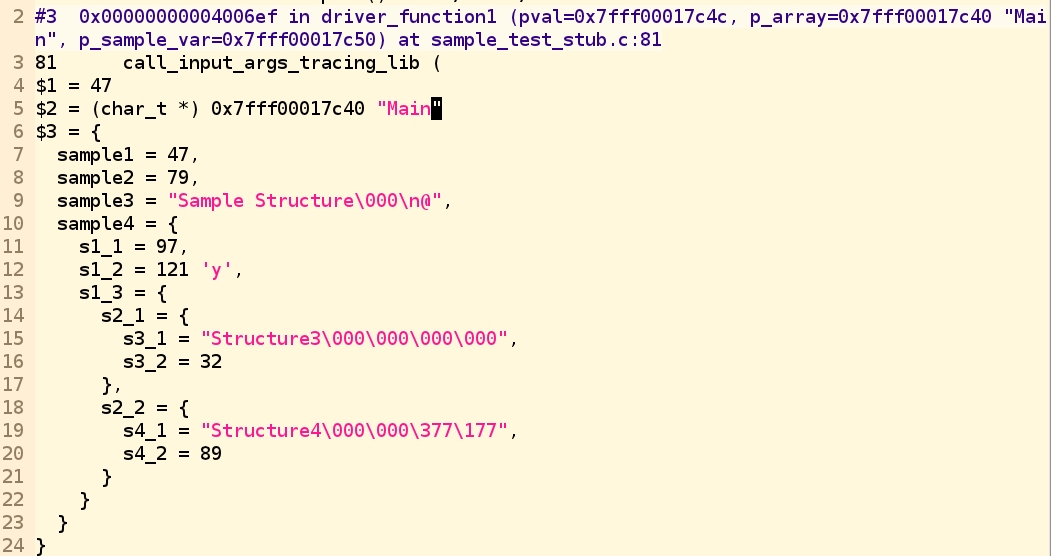 2 #3  0x00000000004006ef in driver_function1 (pval=0x7fff00017c4c, p_array=0x7fff00017c40 "Mai
n", p_sample_var=0x7fff00017c50) at sample_test_stub.c:81
3 81      call_input_args_tracing_lib (
4 $1 = 47
5 $2 = (char_t *) 0x7fff00017c40 "Main"
6 $3 = {
7   sample1 = 47,
8   sample2 = 79,
9   sample3 = "Sample Structure\000\n@",
10   sample4 = {
11     s1_1 = 97,
12     s1_2 = 121 'y',
13     s1_3 = {
14       s2_1 = {
15         s3_1 = "Structure3\000\000\000\000",
16         s3_2 = 32
17       },
18       s2_2 = {
19         s4_1 = "Structure4\000\000\377\177",
20         s4_2 = 89
21       }
22     }
23   }
24 }